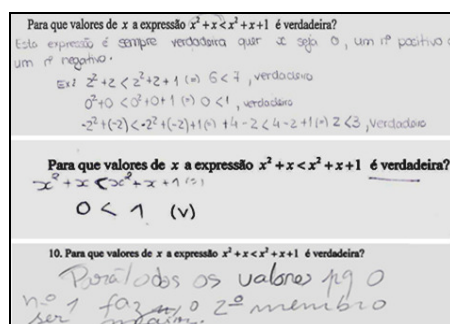 Para que valores de x a expressão x² + x < x² + x + 1 é verdadeira?
Esta expressão é sempre verdadeira quer x seja 0, um nº positivo o
um nº negativo.
Ex: 2²+2 < 2²+2+1 (=) 6 < 7, verdadeiro
0²+0 < 0²+0+1 (=) 0 < 1, verdadeiro
-2²+(-2) < -2²+(-2)+1 (=) +4-2 < 4-2+1 (=) 2 < 3, verdadeiro
Para que valores de x a expressão x² + x < x² + x + 1 é verdadeira?
x² + x < x² + x + 1 (=)
0 < 1 (v)
10. Para que valores de x a expressão x² + x < x² + x + 1 é verdadeira?
Para todos os valores pq o
n.º 1 faz o 2º membro
ser maior.